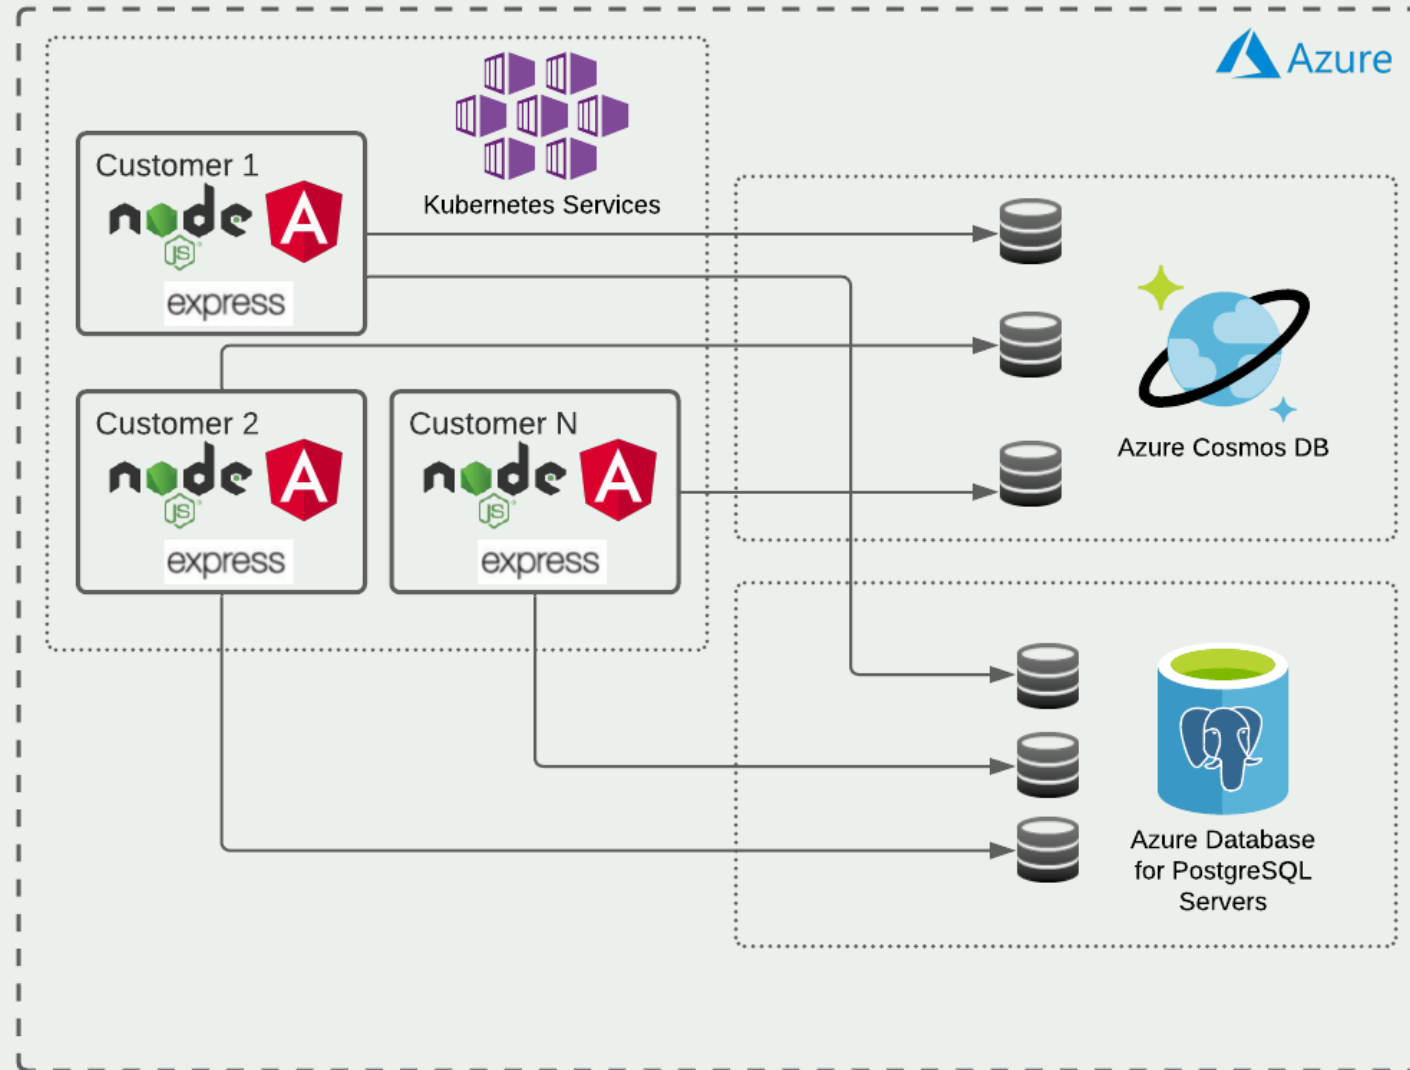 Azure
Kubernetes Services
Customer 1
node
JS
express
Customer 2
node
JS
express
Customer N
node
JS
express
Azure Cosmos DB
Azure Database
for PostgreSQL
Servers